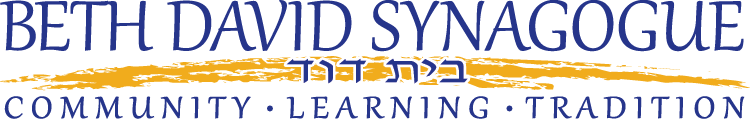 BETH DAVID SYNAGOGUE
בית דוד
COMMUNITY · LEARNING · TRADITION